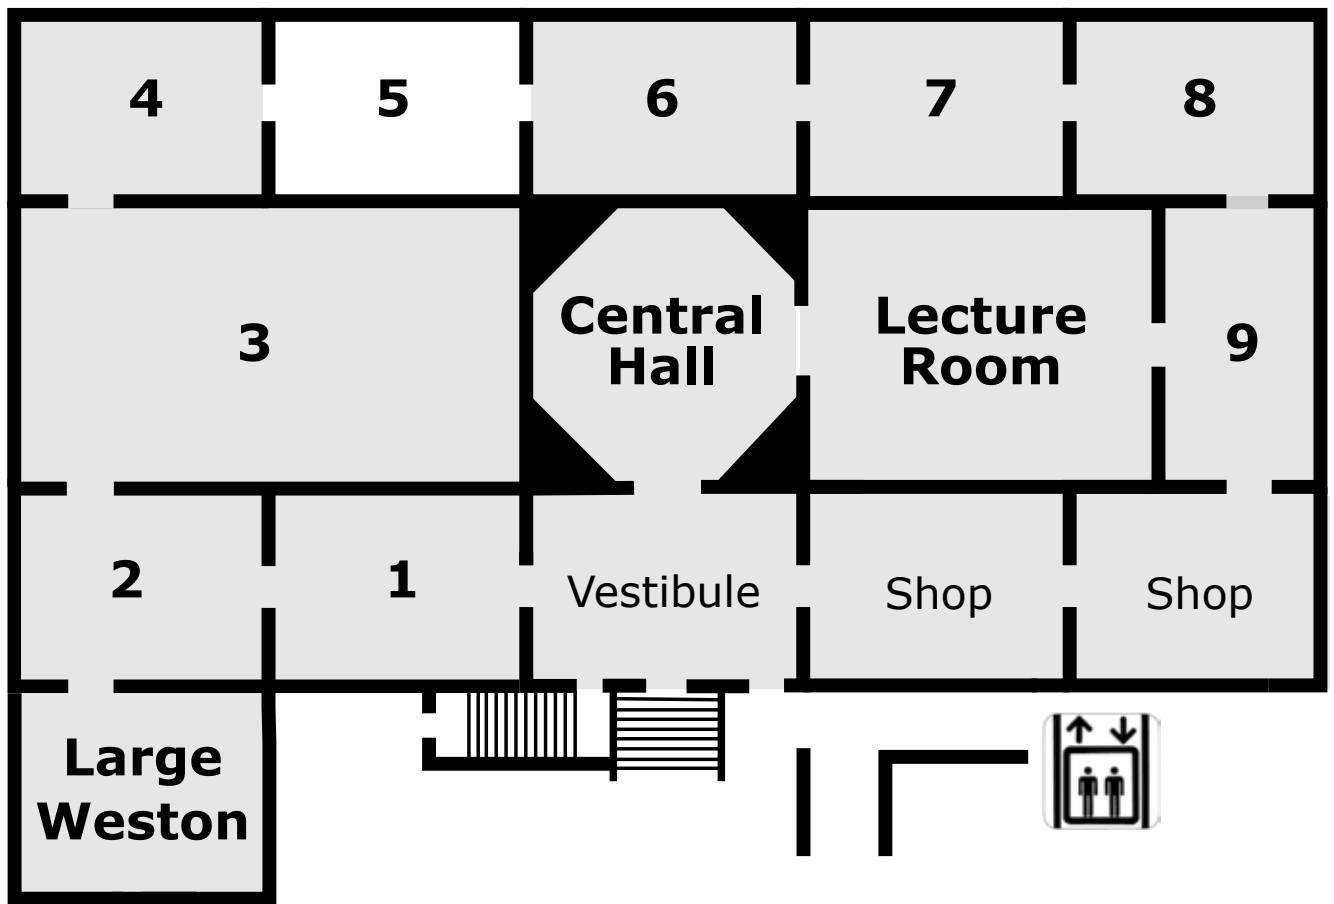 4
5
6
7
8
3
Central
Hall
Lecture
Room
9
2
1
Vestibule
Shop
Shop
Large
Weston